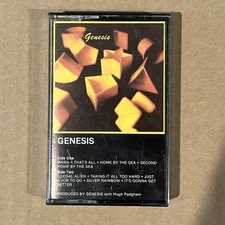 Genesis
GENESIS
Side One
MAMA • THAT'S ALL • HOME BY THE SEA • SECOND
HOME BY THE SEA
Side Two
ILLEGAL ALIEN • TAKING IT ALL TOO HARD • JUST
A JOB TO DO • SILVER RAINBOW • IT'S GONNA GET
BETTER
PRODUCED BY GENESIS with Hugh Padgham